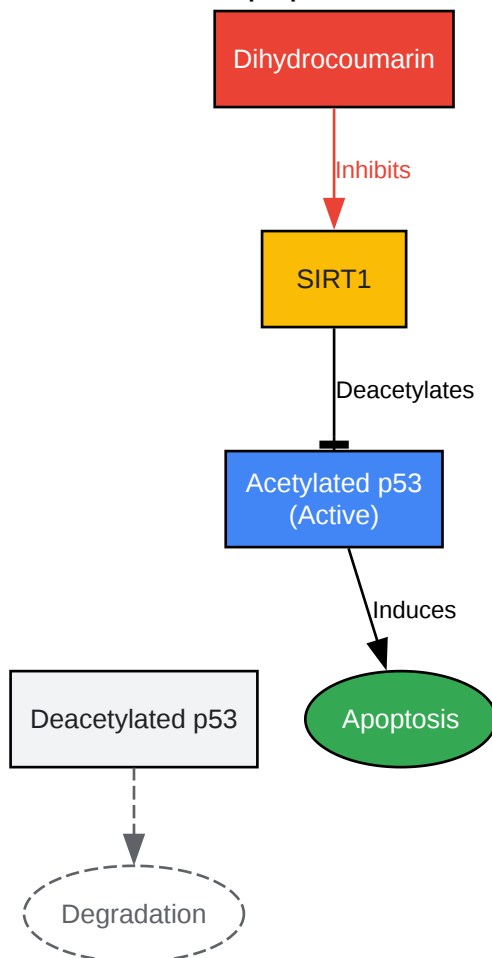 Dihydrocoumarin
Inhibits
SIRT1
Deacetylates
Acetylated p53
(Active)
Induces
Deacetylated p53
Apoptosis
Degradation